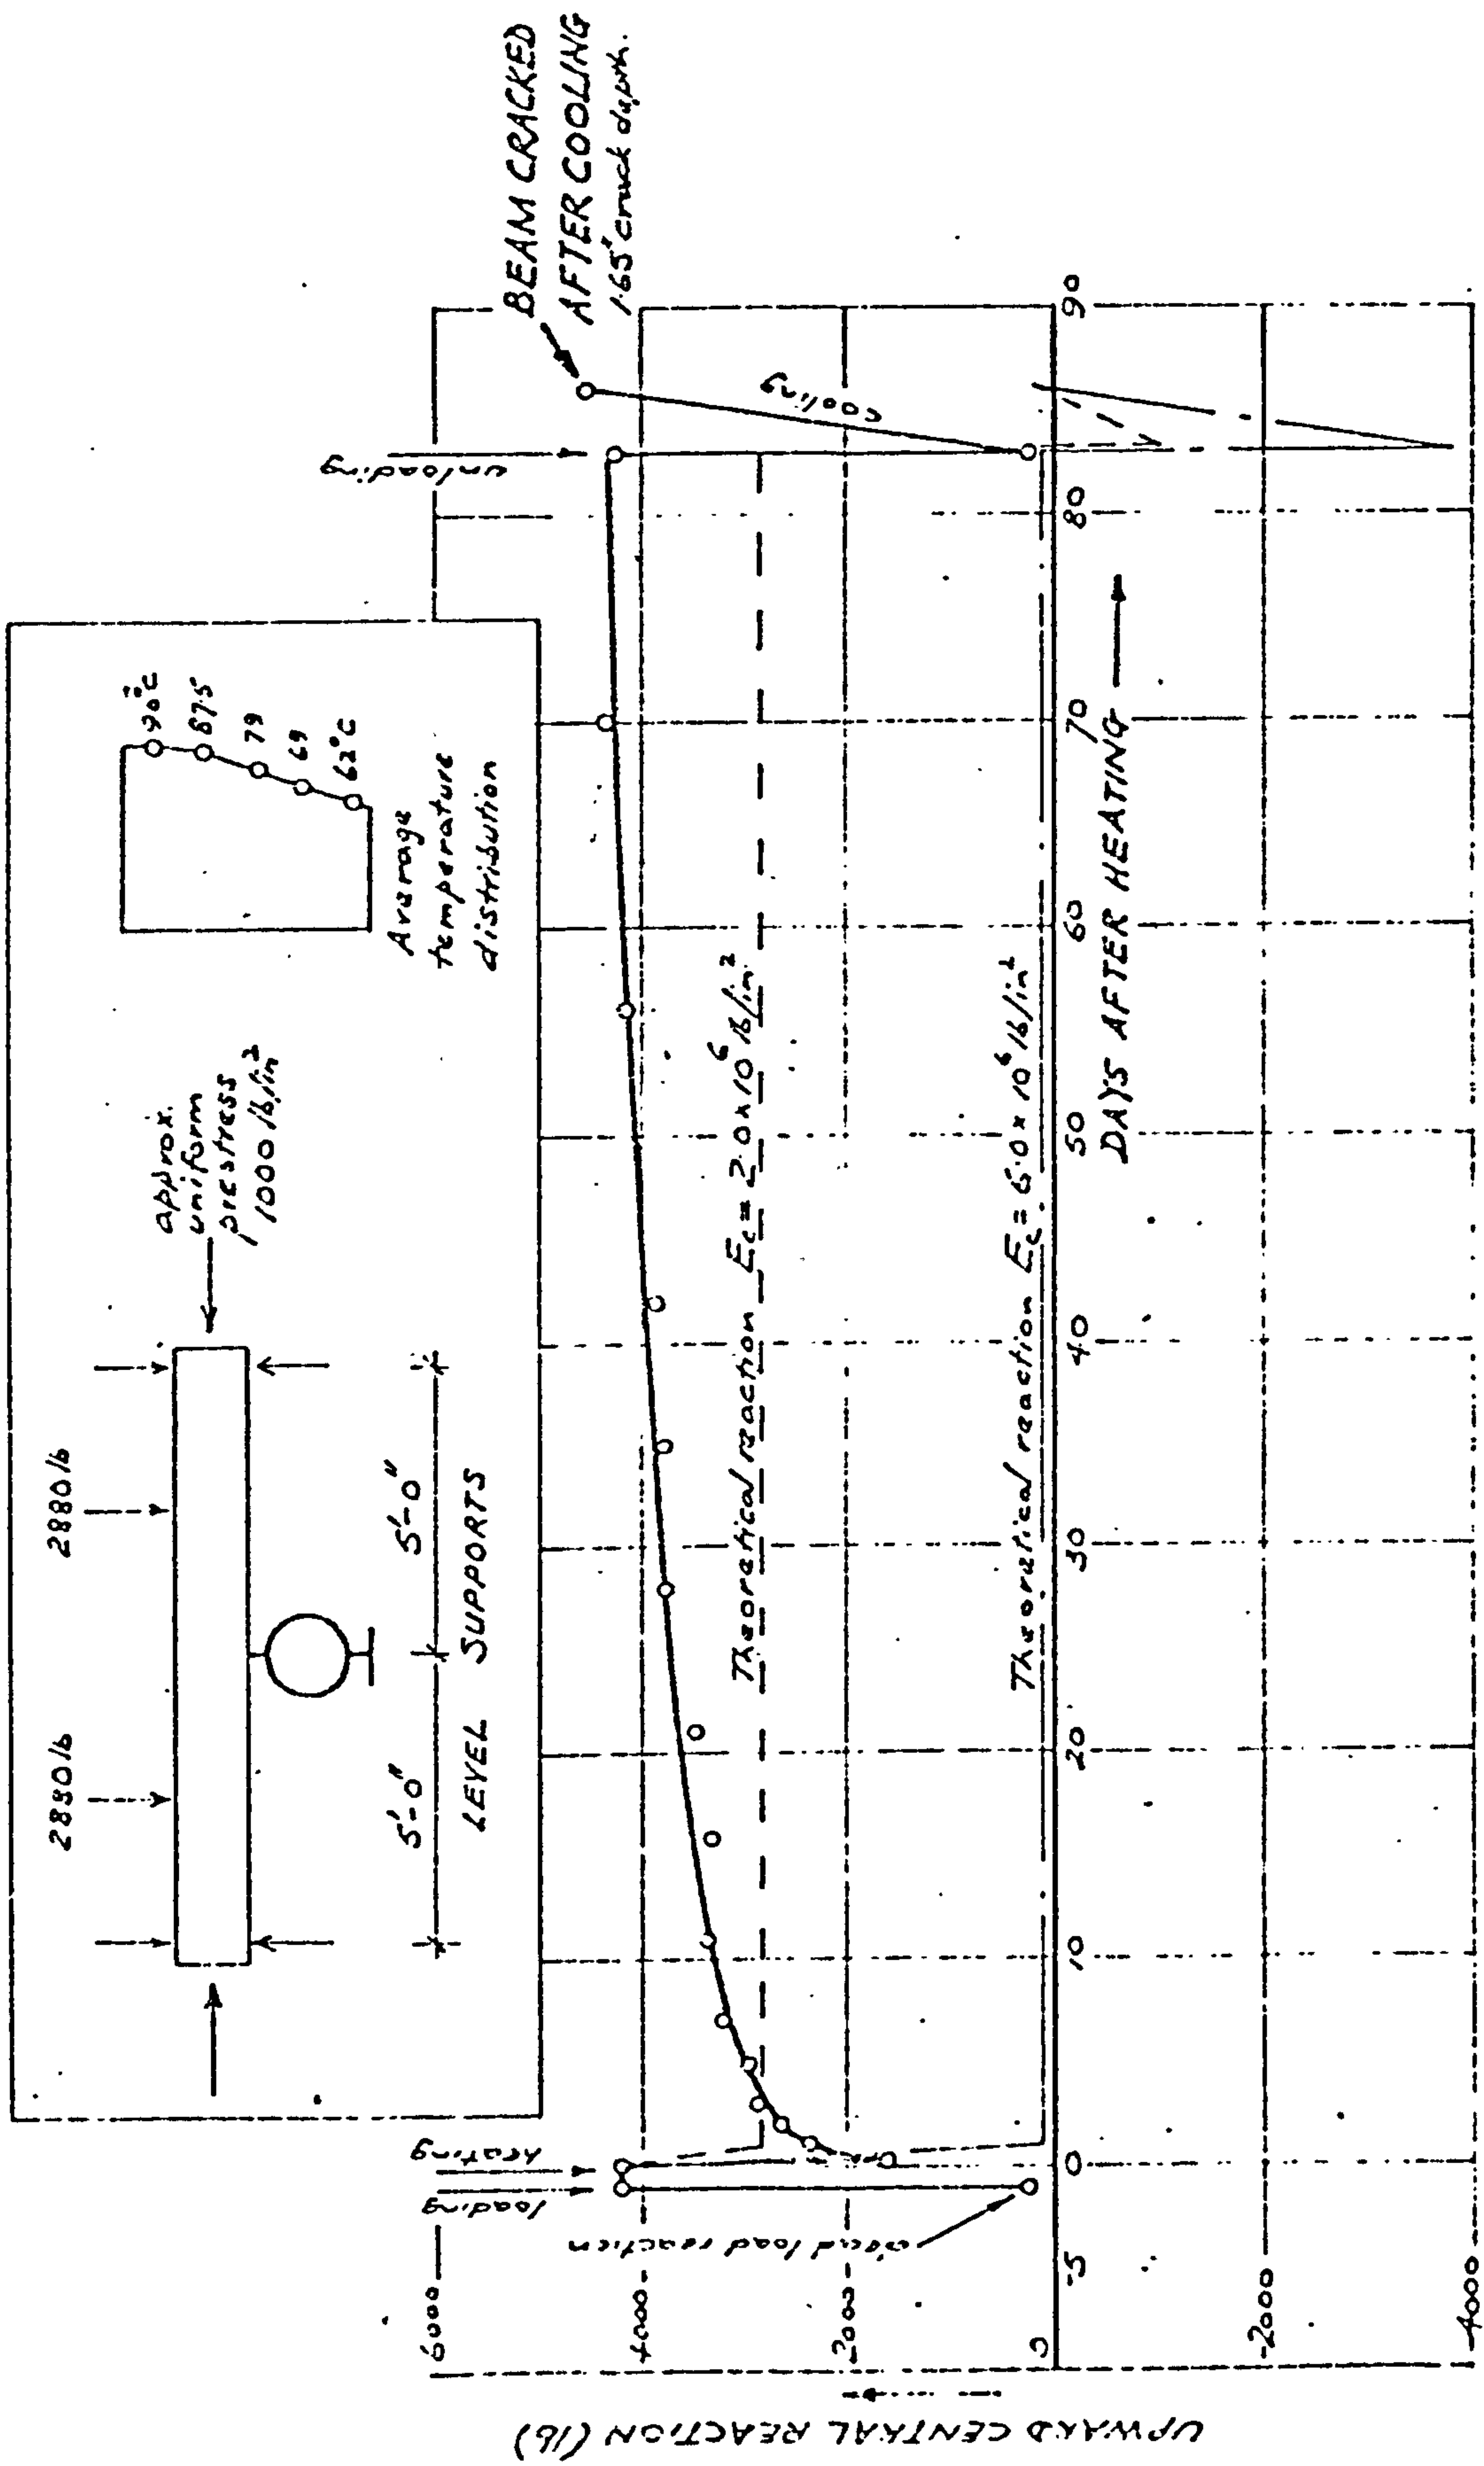 2880 lb
2880 lb
approx.
uniform
prestress
1000 lb/in²
5'-0"
5'-0"
LEVEL SUPPORTS
90°C
87.5
79
69
62°C
Average
temperature
distribution
UPWARD CENTRAL REACTION (lb)
6000
4000
2000
0
-2000
-4000
dead load reaction
loading
heating
unloading
cooling
BEAM CRACKED
AFTER COOLING
1.65" crack depth.
Theoretical reaction Ec = 2.0 x 10⁶ lb/in²
Theoretical reaction Ec = 6.0 x 10⁶ lb/in²
-5
0
10
20
30
40
50
60
70
80
90
DAYS AFTER HEATING